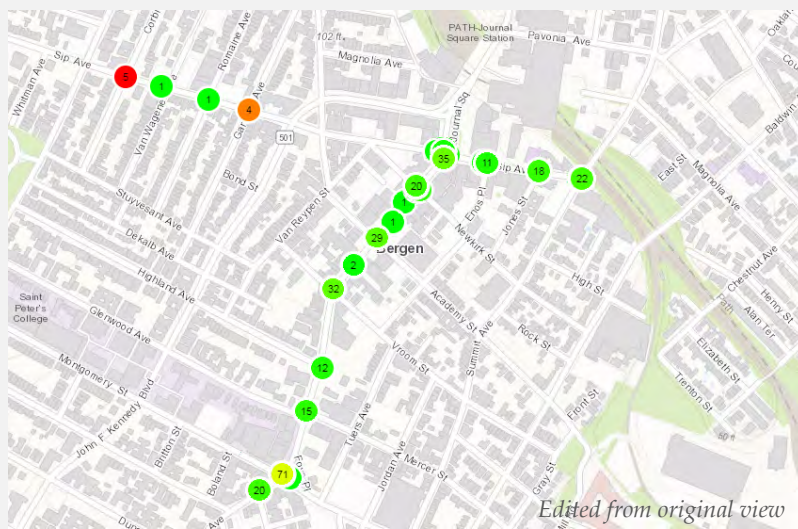 PATH-Journal
Square Station
Pavonia Ave
102 ft
Magnolia Ave
Romaine Ave
Sip Ave
Whitman Ave
5
1
1
4
501
Journal Sq
35
11
18
22
East St
Magnolia Ave
Bond St
20
1
1
Enos Pl
Jones St
Stuyvesant Ave
Van Reypen St
29
Bergen
Newkirk St
Dekalb Ave
2
High St
Chestnut Ave
Highland Ave
32
Academy St
Path
Henry St
Saint
Peter's
College
Glenwood Ave
Summit Ave
Rock St
Alan Ter
Vroom St
Elizabeth St
Montgomery St
12
Trenton St
15
Front St
John F Kennedy Blvd
Tuers Ave
50 ft
Britton St
Boland St
71
Jordan Ave
Mercer St
Gray St
20
Edited from original view